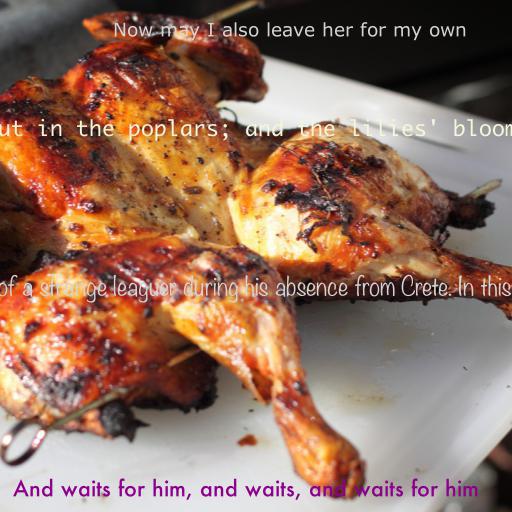 Now may I also leave her for my own
ut in the poplars; and the lilies' bloom
of a strange leaguer during his absence from Crete. In this
And waits for him, and waits, and waits for him